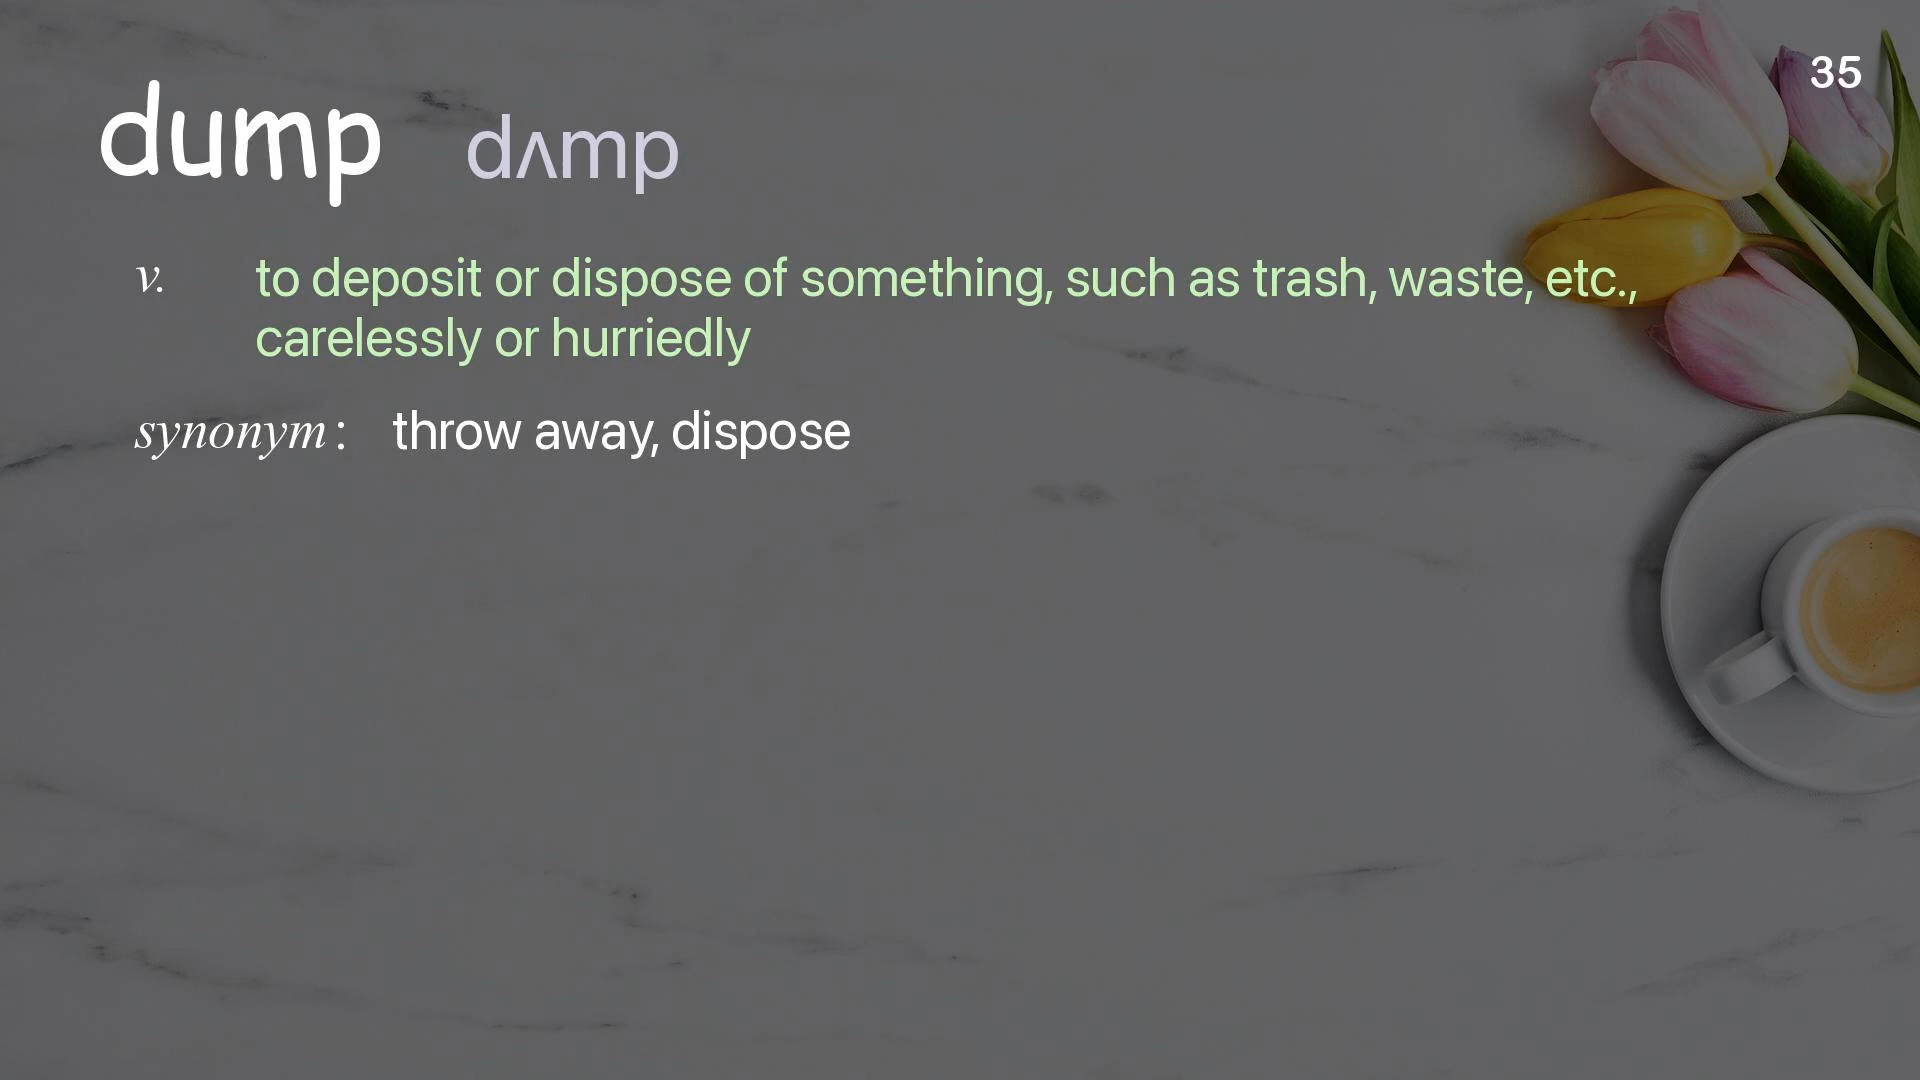 35
dump dʌmp
v. to deposit or dispose of something, such as trash, waste, etc.,
carelessly or hurriedly
synonym : throw away, dispose